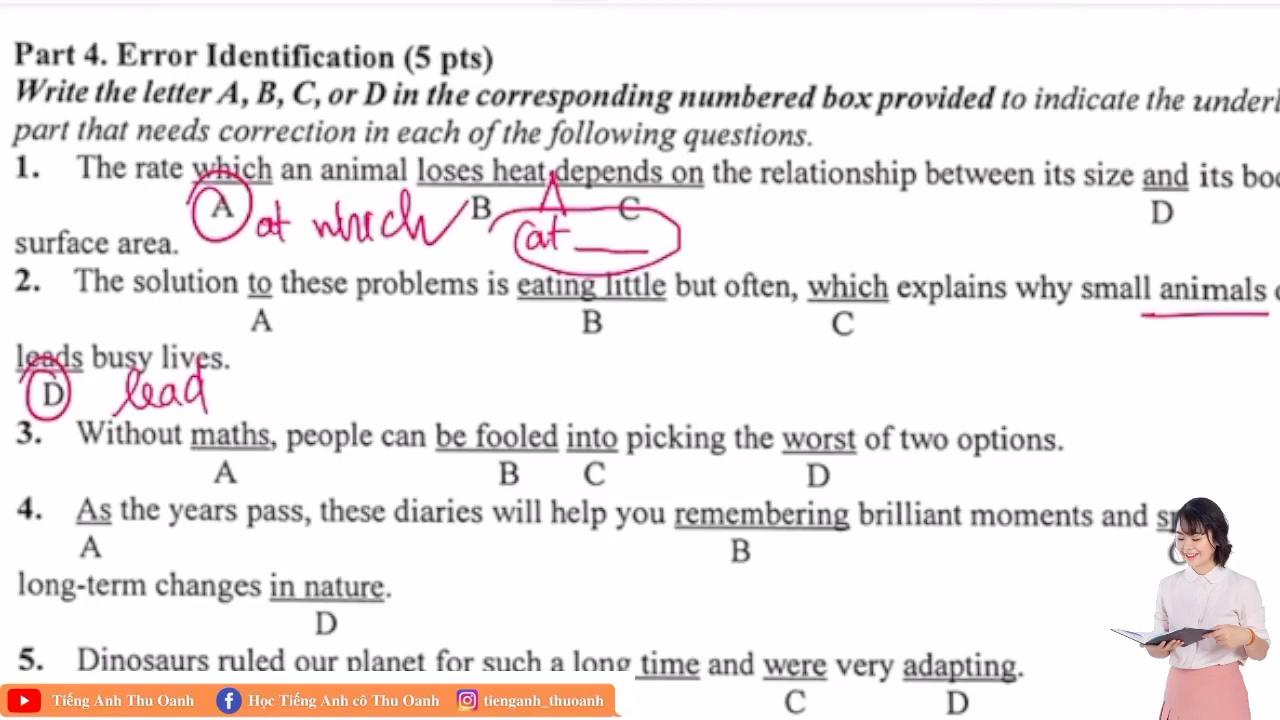 Part 4. Error Identification (5 pts)
Write the letter A, B, C, or D in the corresponding numbered box provided to indicate the
part that needs correction in each of the following questions.
1. The rate which an animal loses heat depends on the relationship between its size and its
A B C D
at which
at
surface area.
2. The solution to these problems is eating little but often, which explains why small animals
A B C
leads busy lives.
D lead
3. Without maths, people can be fooled into picking the worst of two options.
A B C D
4. As the years pass, these diaries will help you remembering brilliant moments and
A B
long-term changes in nature.
D
5. Dinosaurs ruled our planet for such a long time and were very adapting.
C D
Tiếng Anh Thu Oanh Học Tiếng Anh cô Thu Oanh tienganh_thuoanh